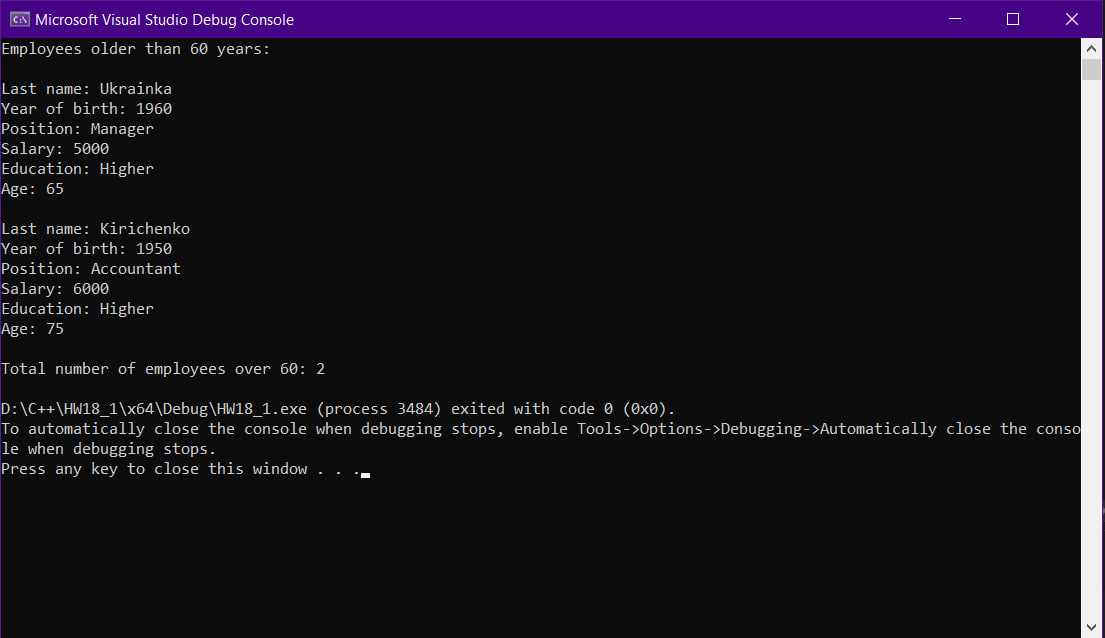 Microsoft Visual Studio Debug Console
Employees older than 60 years:
Last name: Ukrainka
Year of birth: 1960
Position: Manager
Salary: 5000
Education: Higher
Age: 65
Last name: Kirichenko
Year of birth: 1950
Position: Accountant
Salary: 6000
Education: Higher
Age: 75
Total number of employees over 60: 2
D:\C++\HW18_1\x64\Debug\HW18_1.exe (process 3484) exited with code 0 (0x0).
To automatically close the console when debugging stops, enable Tools->Options->Debugging->Automatically close the conso
le when debugging stops.
Press any key to close this window . . .